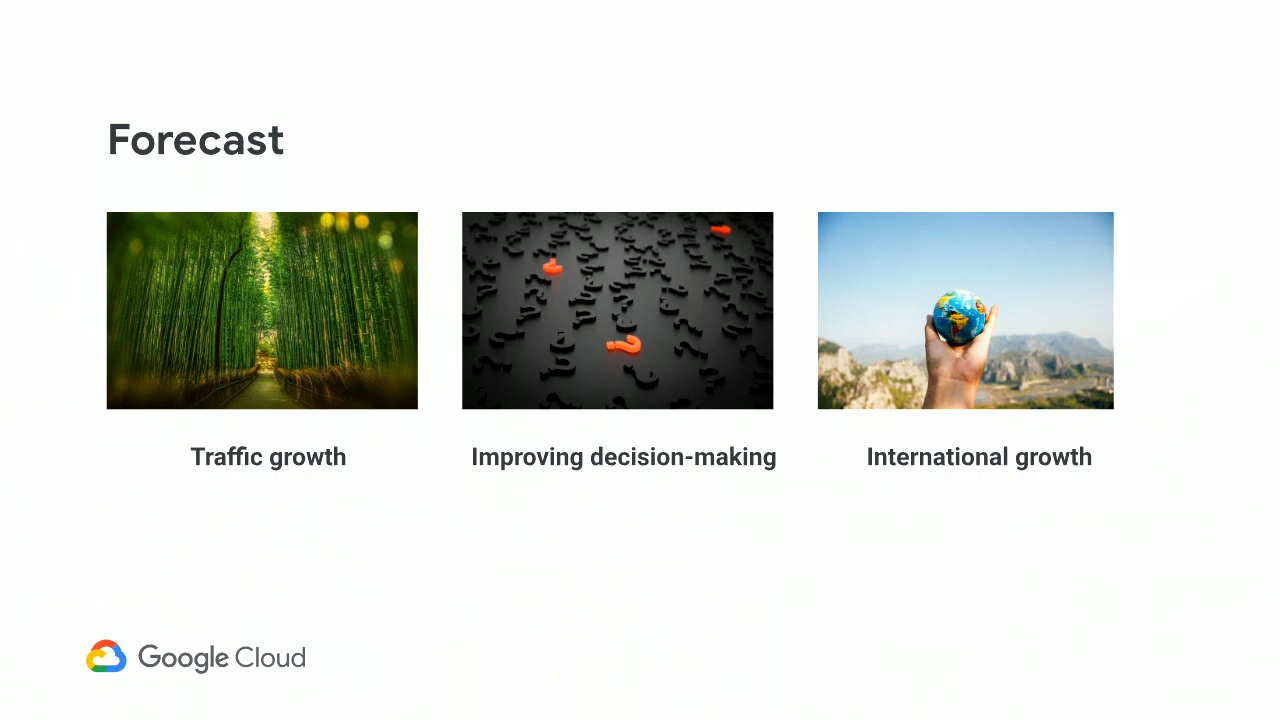 Forecast
Traffic growth
Improving decision-making
International growth
Google Cloud